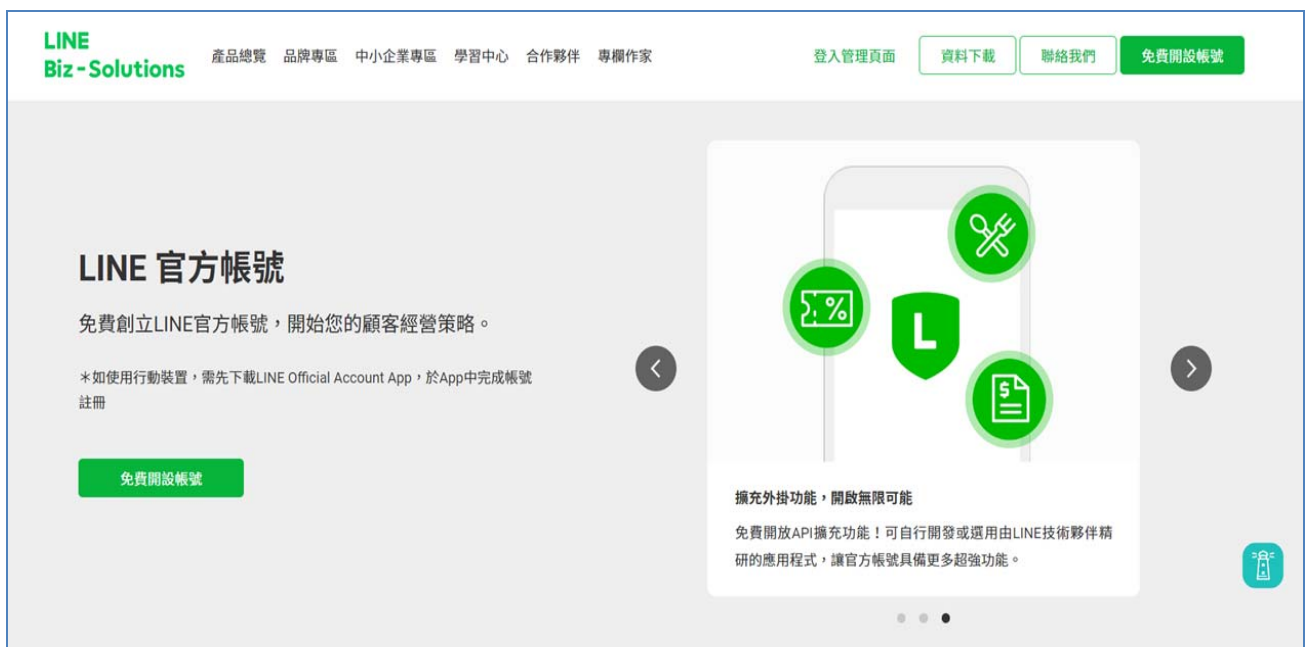 LINE
Biz-Solutions
產品總覽 品牌專區 中小企業專區 學習中心 合作夥伴 專欄作家
登入管理頁面 資料下載 聯絡我們 免費開設帳號
LINE 官方帳號
免費創立LINE官方帳號,開始您的顧客經營策略。
＊如使用行動裝置,需先下載LINE Official Account App,於App中完成帳號
註冊
免費開設帳號
%
L
$
擴充外掛功能,開啟無限可能
免費開放API擴充功能!可自行開發或選用由LINE技術夥伴精
研的應用程式,讓官方帳號具備更多超強功能。